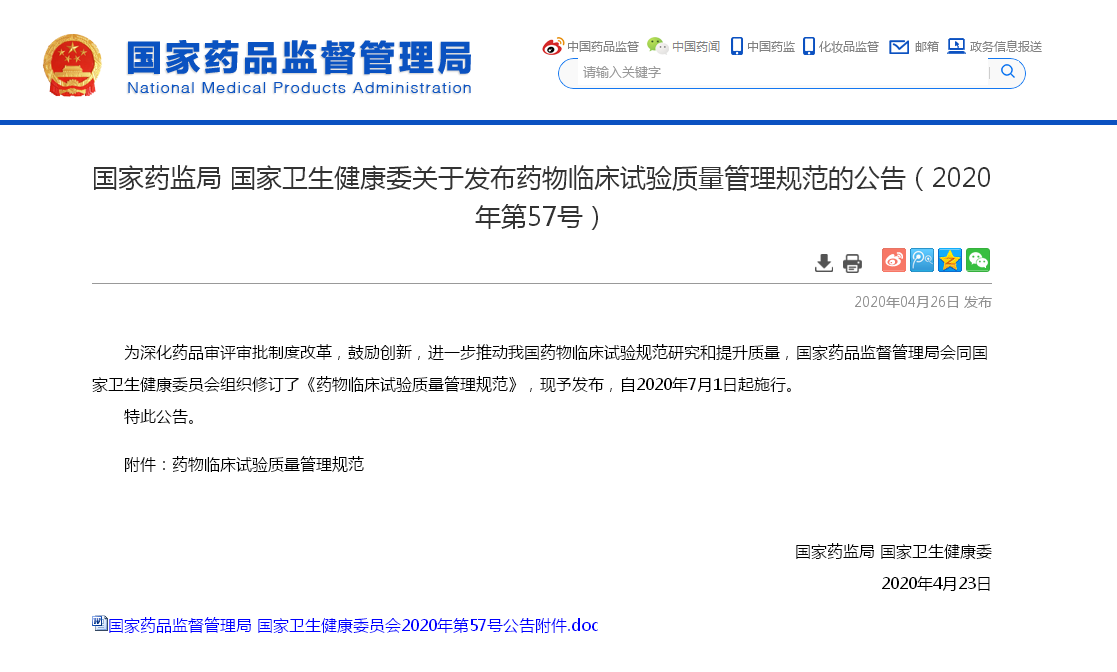 国家药品监督管理局
National Medical Products Administration
中国药品监管 中国药闻 中国药监 化妆品监管 邮箱 政务信息报送
请输入关键字
国家药监局 国家卫生健康委关于发布药物临床试验质量管理规范的公告（2020
年第57号）
2020年04月26日 发布
为深化药品审评审批制度改革，鼓励创新，进一步推动我国药物临床试验规范研究和提升质量，国家药品监督管理局会同国
家卫生健康委员会组织修订了《药物临床试验质量管理规范》，现予发布，自2020年7月1日起施行。
特此公告。
附件：药物临床试验质量管理规范
国家药监局 国家卫生健康委
2020年4月23日
国家药品监督管理局 国家卫生健康委员会2020年第57号公告附件.doc